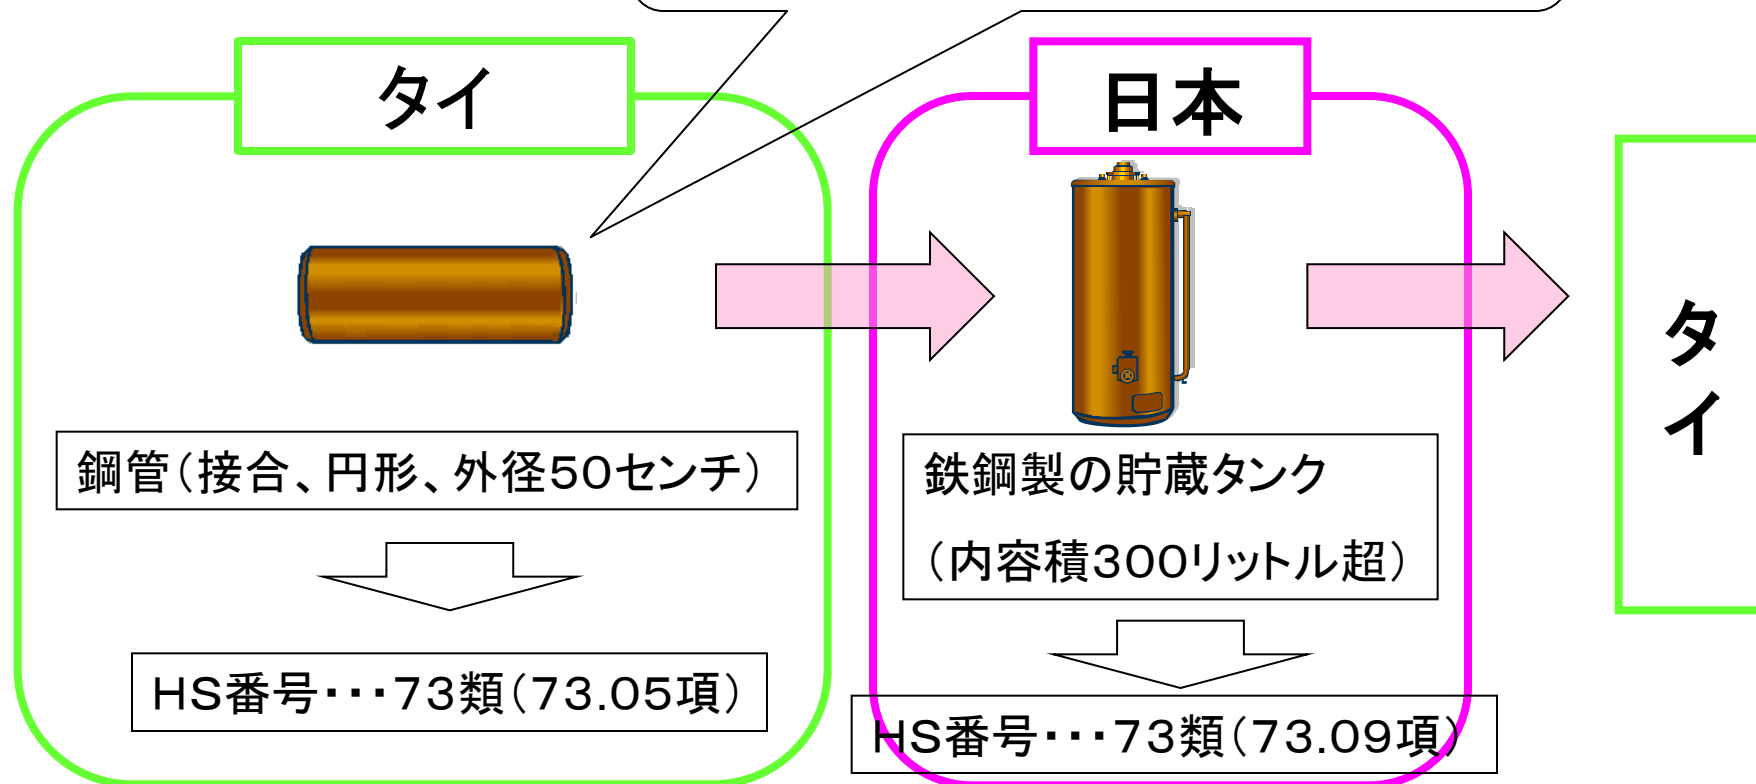 タイ
日本
鋼管（接合、円形、外径５０センチ）
HS番号・・・７３類（７３.０５項）
鉄鋼製の貯蔵タンク
（内容積３００リットル超）
HS番号・・・７３類（７３.０９項）
タイ